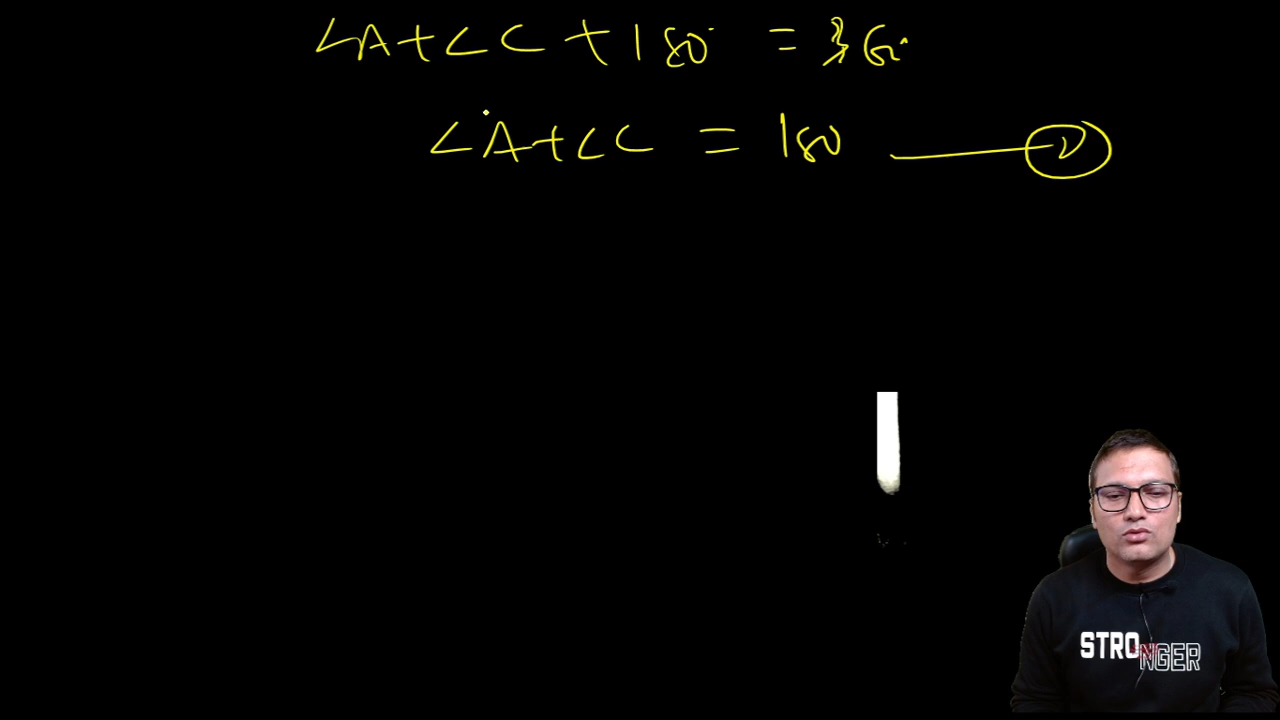 ∠A+∠C+180° = 360
∠A+∠C = 180 —— ②
STRONGER